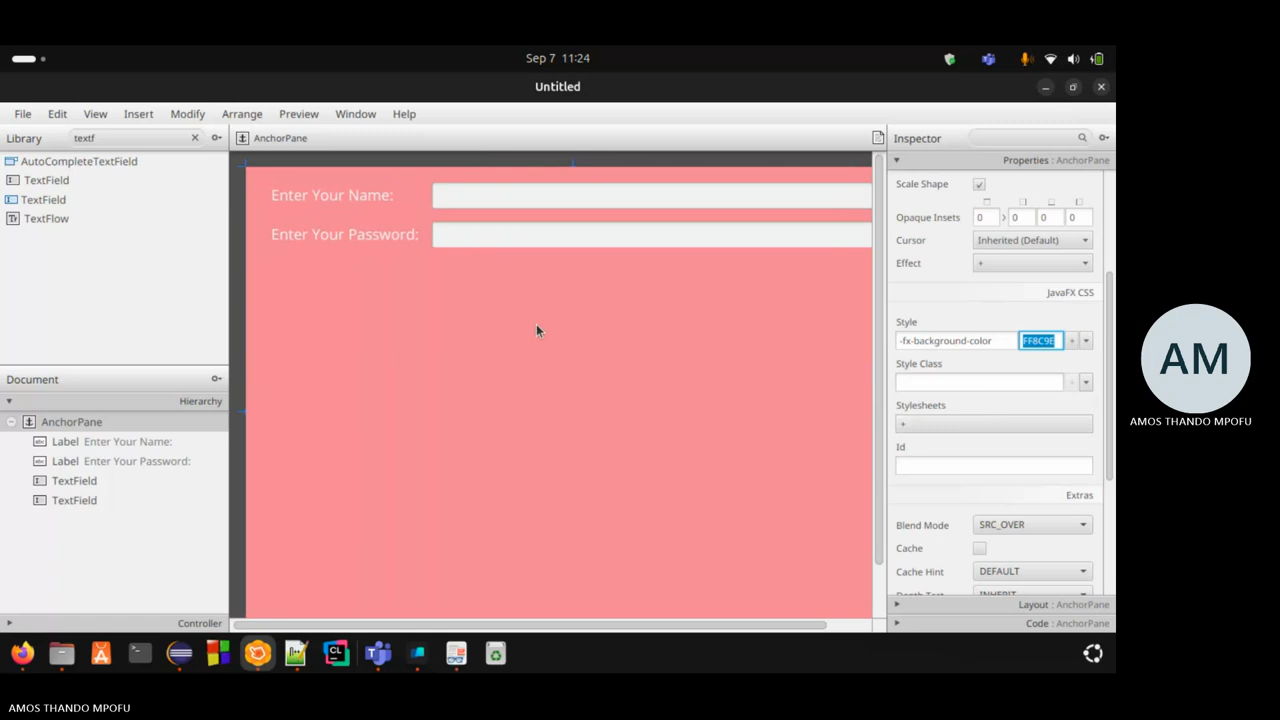 Sep 7 11:24
Untitled
File Edit View Insert Modify Arrange Preview Window Help
Library textf
AnchorPane
Inspector
AutoCompleteTextField
TextField
TextField
TextFlow
Enter Your Name:
Enter Your Password:
Properties : AnchorPane
Scale Shape
Opaque Insets 0 0 0 0
Cursor Inherited (Default)
Effect +
JavaFX CSS
Style
-fx-background-color FF8C9E
Style Class
Stylesheets
+
Id
Extras
Blend Mode SRC_OVER
Cache
Cache Hint DEFAULT
Layout : AnchorPane
Code : AnchorPane
Document
Hierarchy
AnchorPane
Label Enter Your Name:
Label Enter Your Password:
TextField
TextField
Controller
CL
AM
AMOS THANDO MPOFU
AMOS THANDO MPOFU